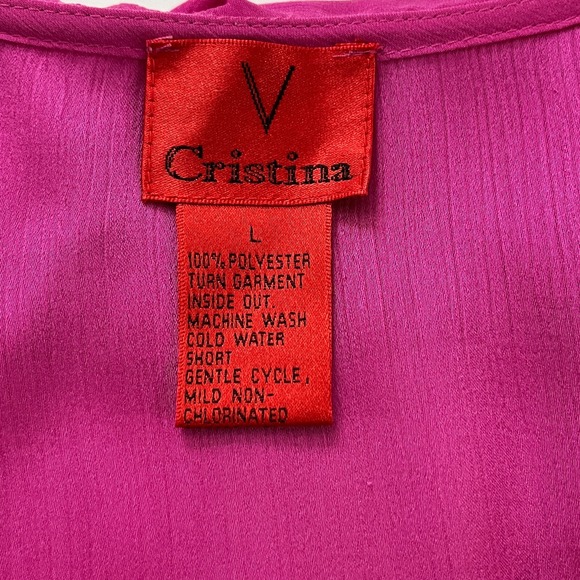 V
Cristina
L
100% POLYESTER
TURN GARMENT
INSIDE OUT.
MACHINE WASH
COLD WATER
SHORT
GENTLE CYCLE,
MILD NON-
CHLORINATED